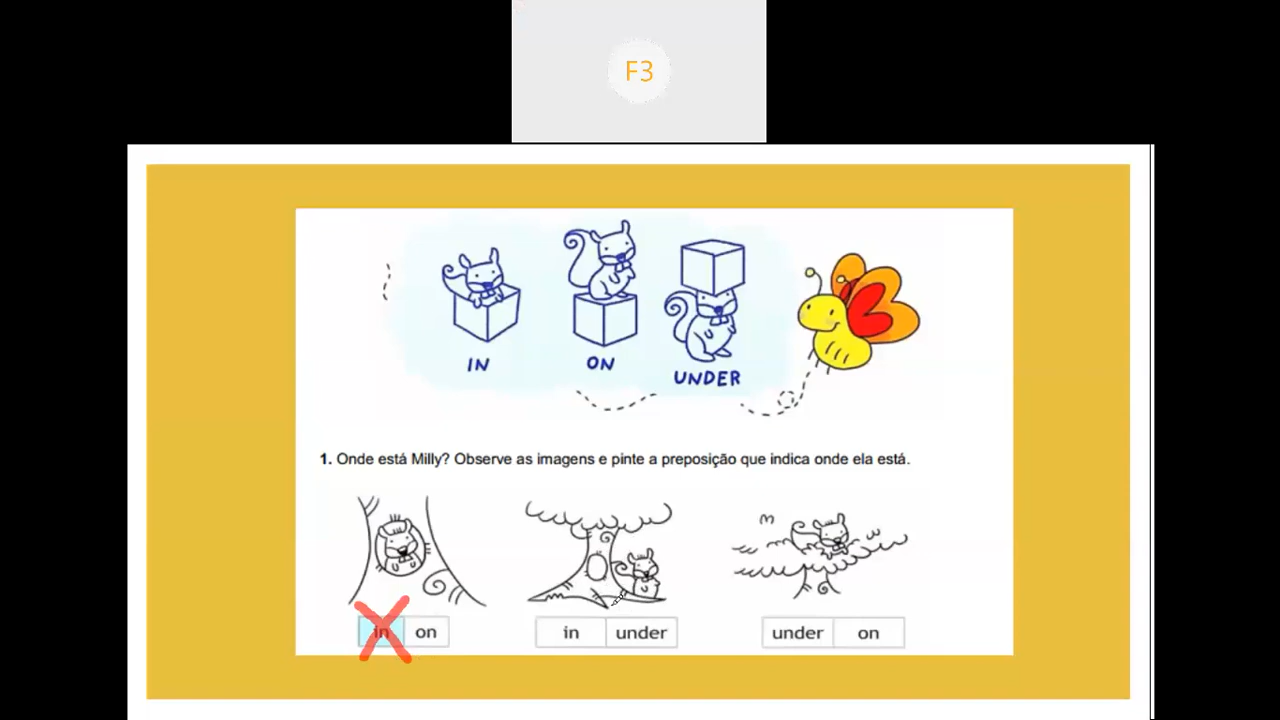 F3
IN
ON
UNDER
1. Onde está Milly? Observe as imagens e pinte a preposição que indica onde ela está.
in on
in under
under on